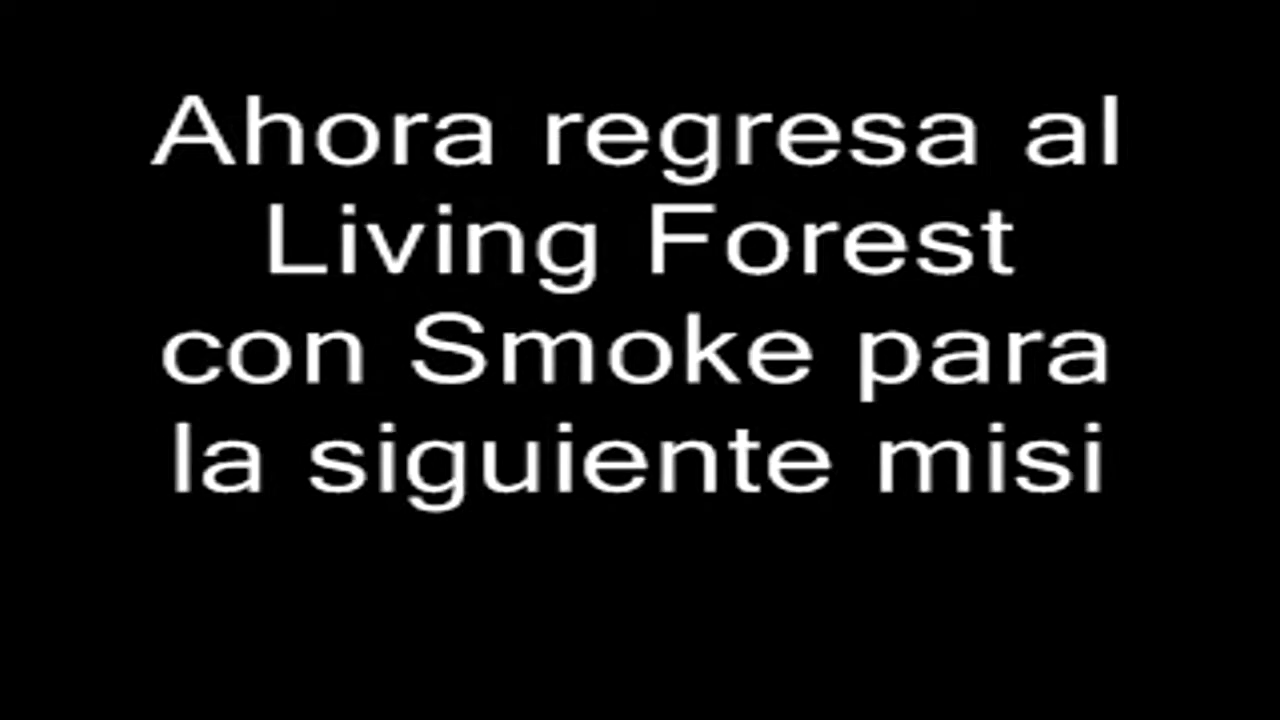 Ahora regresa al
Living Forest
con Smoke para
la siguiente misi